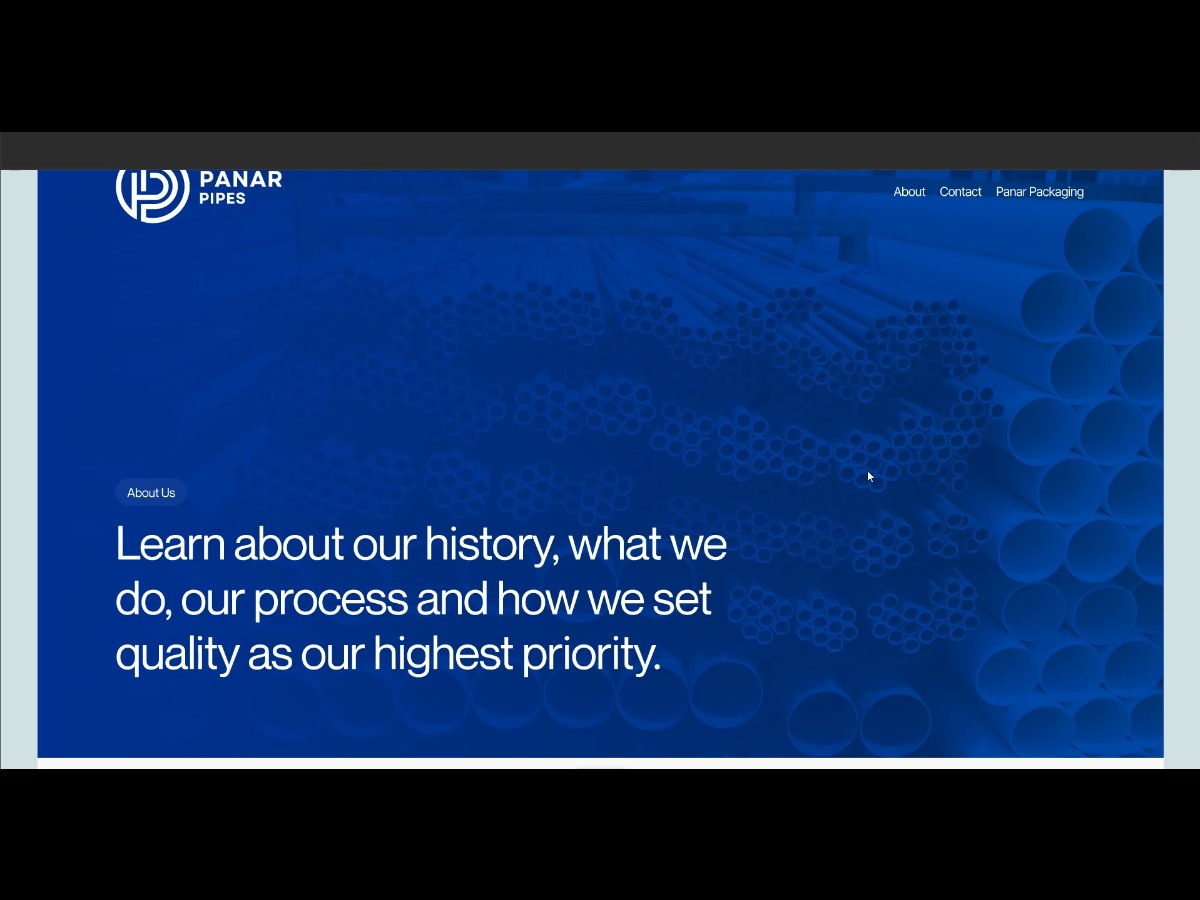 PANAR
PIPES
About Contact Panar Packaging
About Us
Learn about our history, what we
do, our process and how we set
quality as our highest priority.